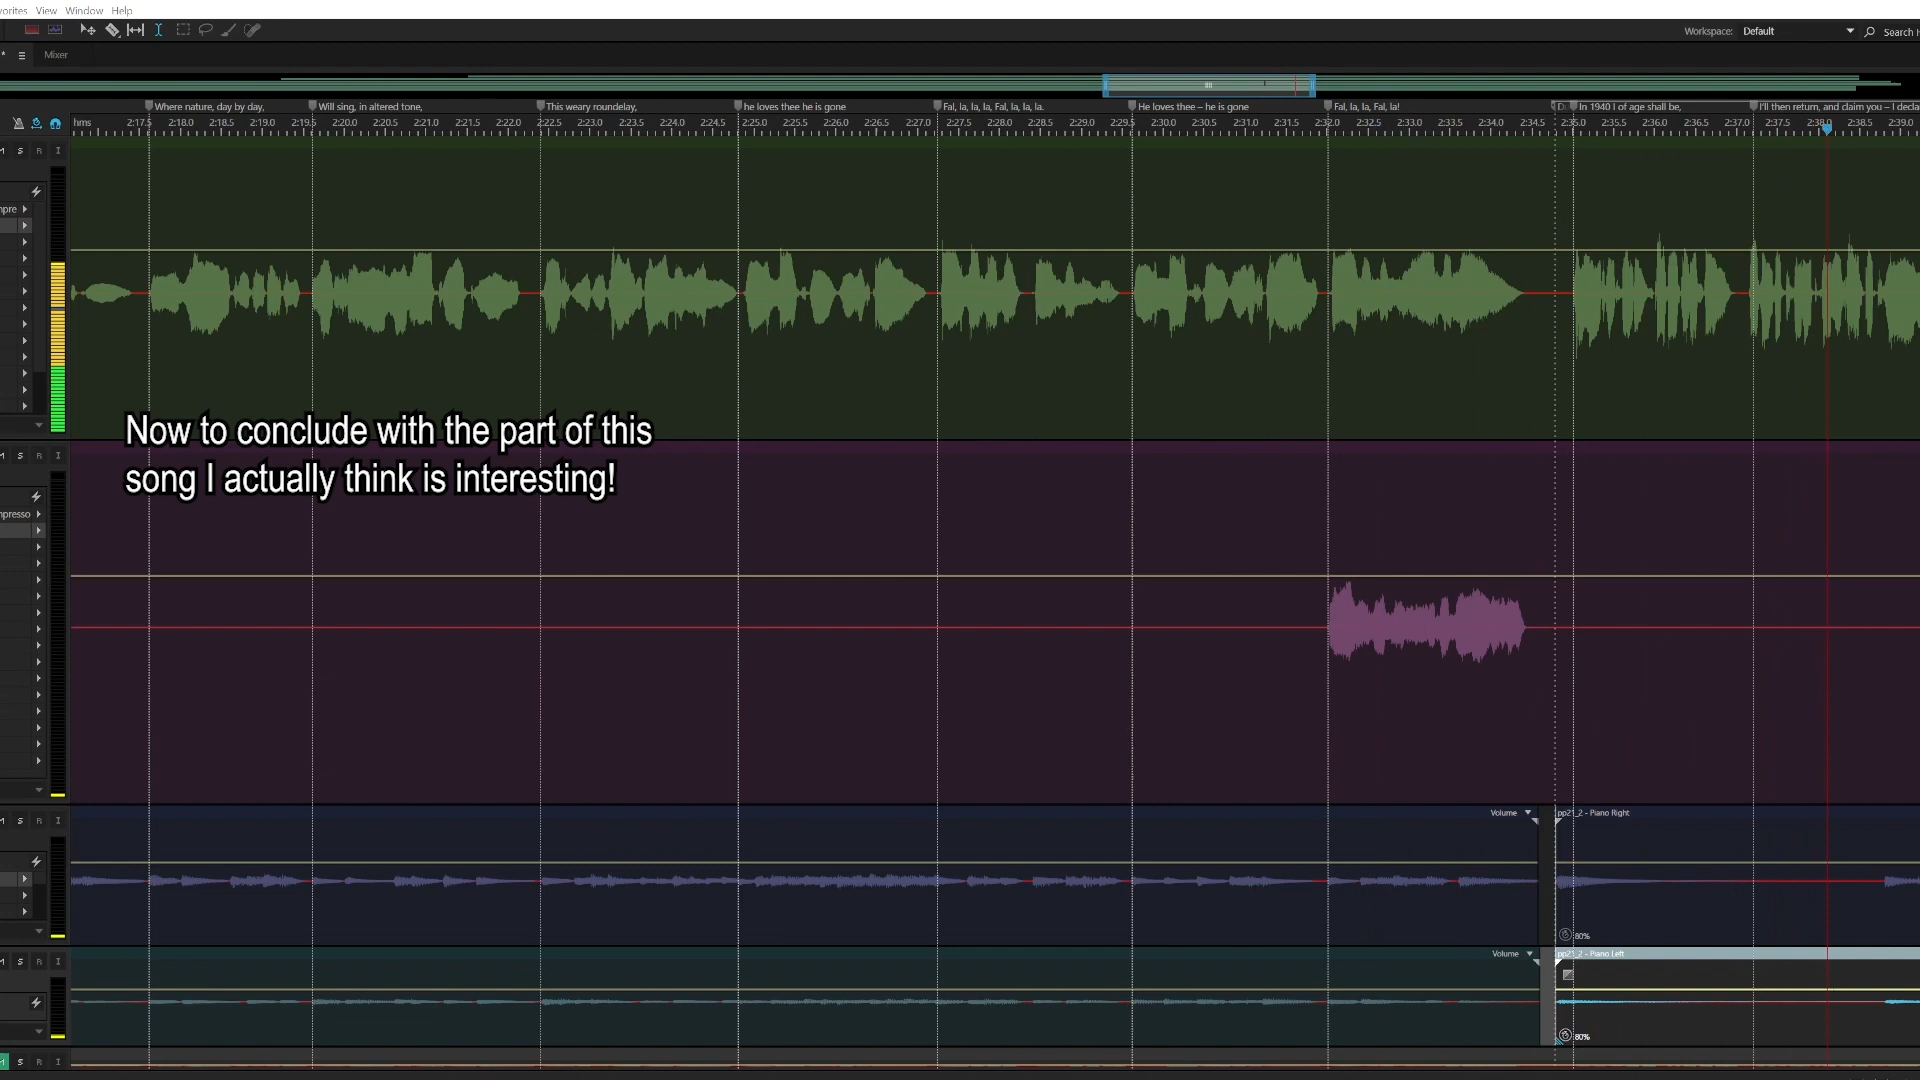 View Window Help
Workspace: Default
Mixer
Where nature, day by day, Will sing, in altered tone, This weary roundelay, he loves thee he is gone Fal, la, la, la, Fal, la, la, la. He loves thee – he is gone Fal, la, la, Fal, la! In 1940 I of age shall be, I'll then return, and claim you – I decla
hms 2:17.5 2:18.0 2:18.5 2:19.0 2:19.5 2:20.0 2:20.5 2:21.0 2:21.5 2:22.0 2:22.5 2:23.0 2:23.5 2:24.0 2:24.5 2:25.0 2:25.5 2:26.0 2:26.5 2:27.0 2:27.5 2:28.0 2:28.5 2:29.0 2:29.5 2:30.0 2:30.5 2:31.0 2:31.5 2:32.0 2:32.5 2:33.0 2:33.5 2:34.0 2:34.5 2:35.0 2:35.5 2:36.0 2:36.5 2:37.0 2:37.5 2:38.0 2:38.5 2:39.0
S R I
Now to conclude with the part of this
song I actually think is interesting!
S R I
S R I
Volume
pp21_2 - Piano Right
80%
S R I
Volume
pp21_2 - Piano Left
80%
S R I